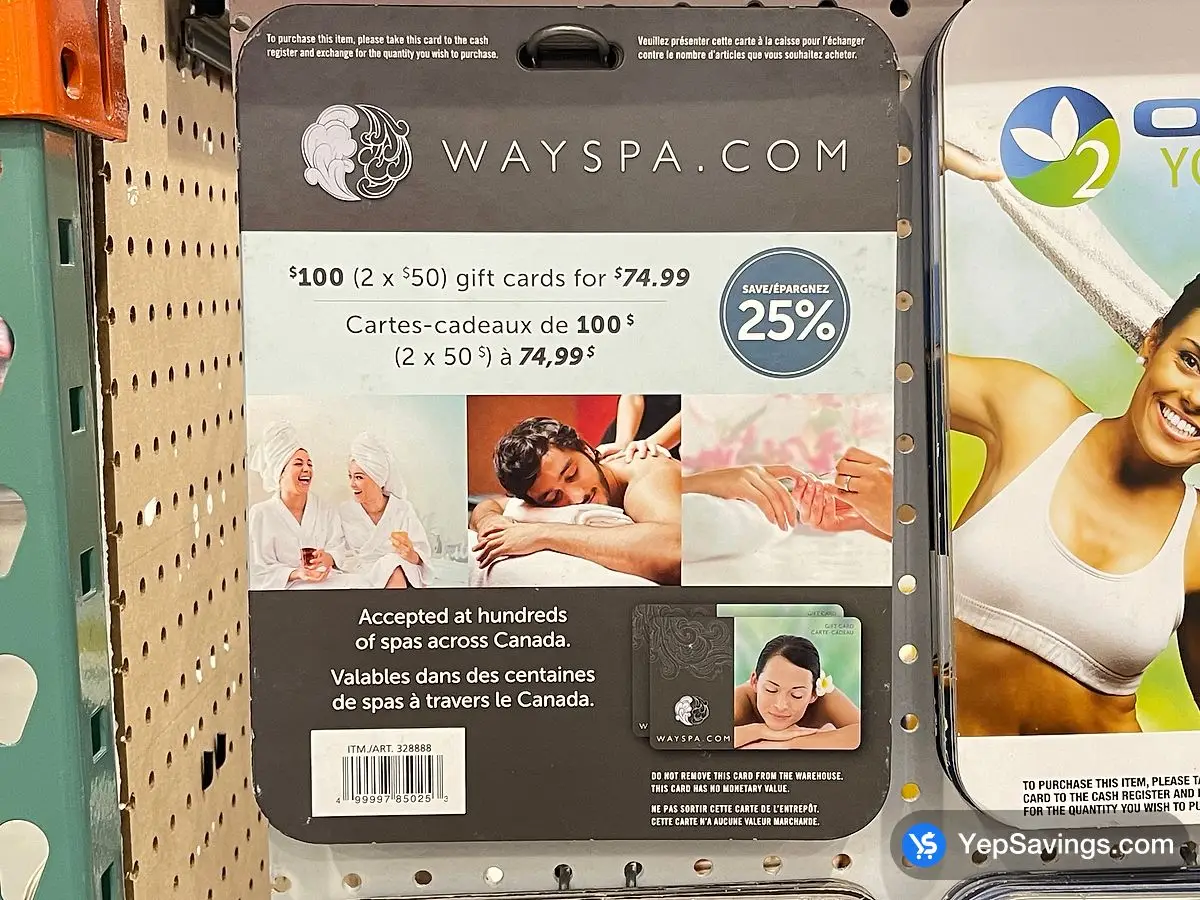 To purchase this item, please take this card to the cash
register and exchange for the quantity you wish to purchase.
Veuillez présenter cette carte à la caisse pour l'échanger
contre le nombre d'articles que vous souhaitez acheter.
WAYSPA.COM
$100 (2 x $50) gift cards for $74.99
Cartes-cadeaux de 100$
(2 x 50 $) à 74,99$
SAVE/ÉPARGNEZ
25%
Accepted at hundreds
of spas across Canada.
Valables dans des centaines
de spas à travers le Canada.
GIFT CARD
GIFT CARD
CARTE-CADEAU
W
WAYSPA.COM
ITM./ART. 328888
4 99997 85025 3
DO NOT REMOVE THIS CARD FROM THE WAREHOUSE.
THIS CARD HAS NO MONETARY VALUE.
NE PAS SORTIR CETTE CARTE DE L'ENTREPÔT.
CETTE CARTE N'A AUCUNE VALEUR MARCHANDE.
2
O
YO
TO PURCHASE THIS ITEM, PLEASE TA
CARD TO THE CASH REGISTER AND
FOR THE QUANTITY YOU WISH TO PU
YepSavings.com